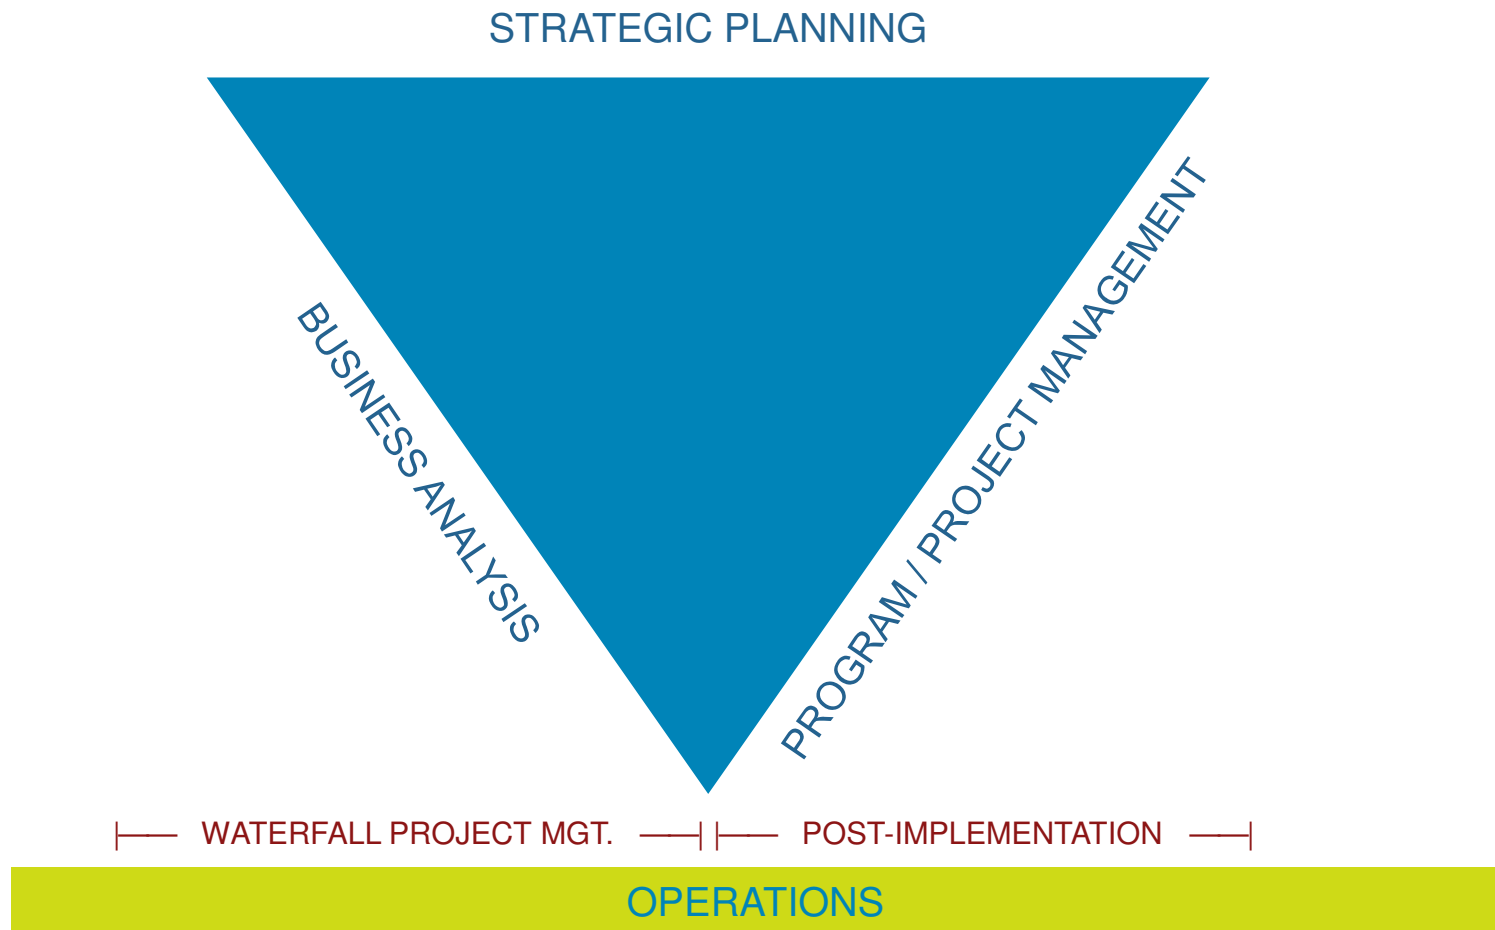 STRATEGIC PLANNING
BUSINESS ANALYSIS
PROGRAM / PROJECT MANAGEMENT
WATERFALL PROJECT MGT.
POST-IMPLEMENTATION
OPERATIONS